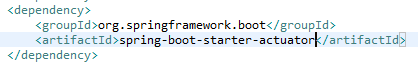 <dependency>
<groupId>org.springframework.boot</groupId>
<artifactId>spring-boot-starter-actuator</artifactId>
</dependency>